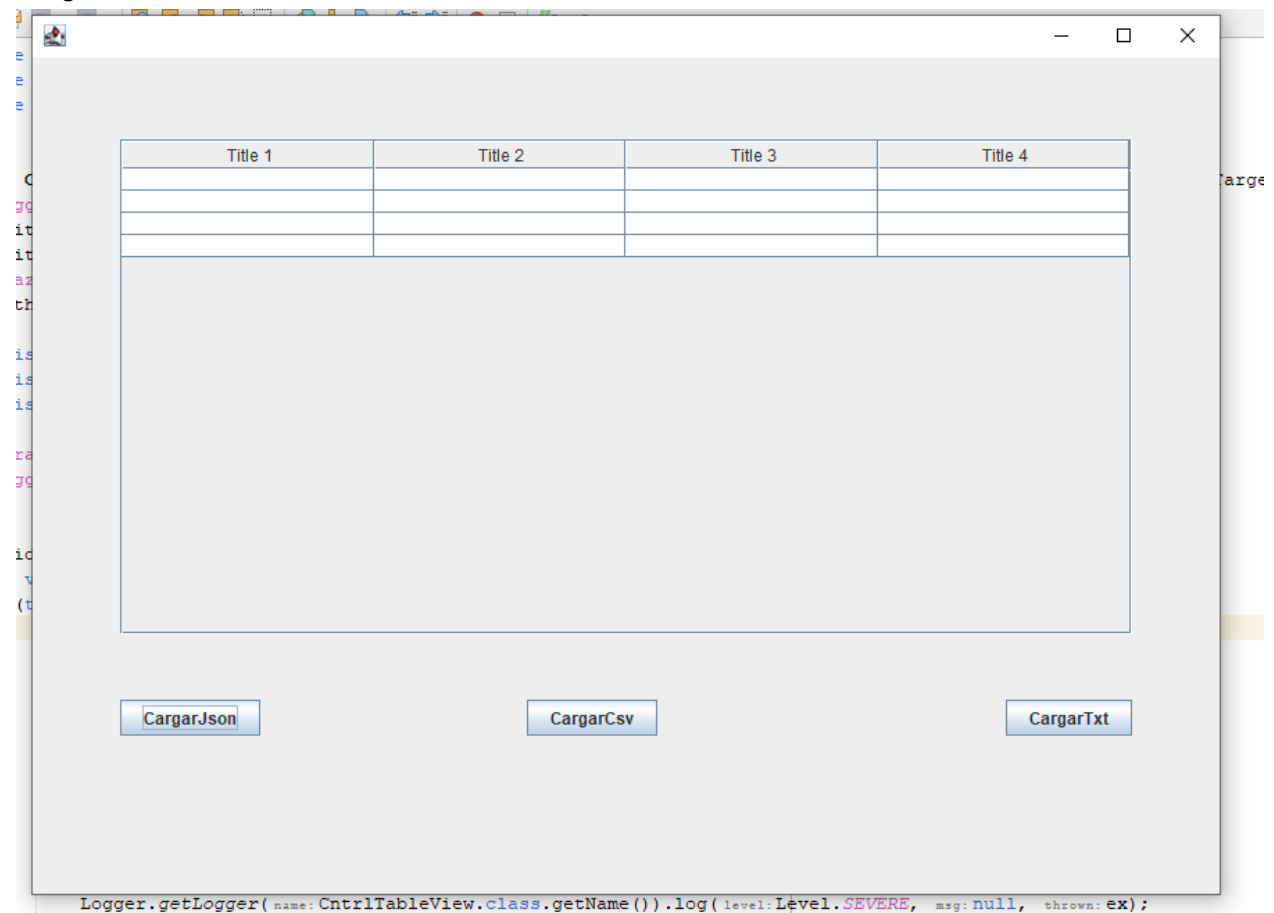 Title 1 Title 2 Title 3 Title 4
CargarJson CargarCsv CargarTxt
Logger.getLogger( name: CntrlTableView.class.getName()).log( level: Level.SEVERE, msg: null, thrown: ex);